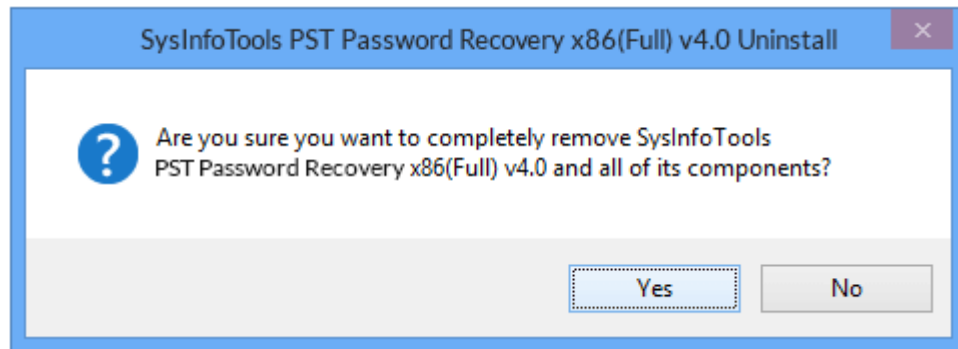 SysInfoTools PST Password Recovery x86(Full) v4.0 Uninstall
Are you sure you want to completely remove SysInfoTools
PST Password Recovery x86(Full) v4.0 and all of its components?
Yes
No